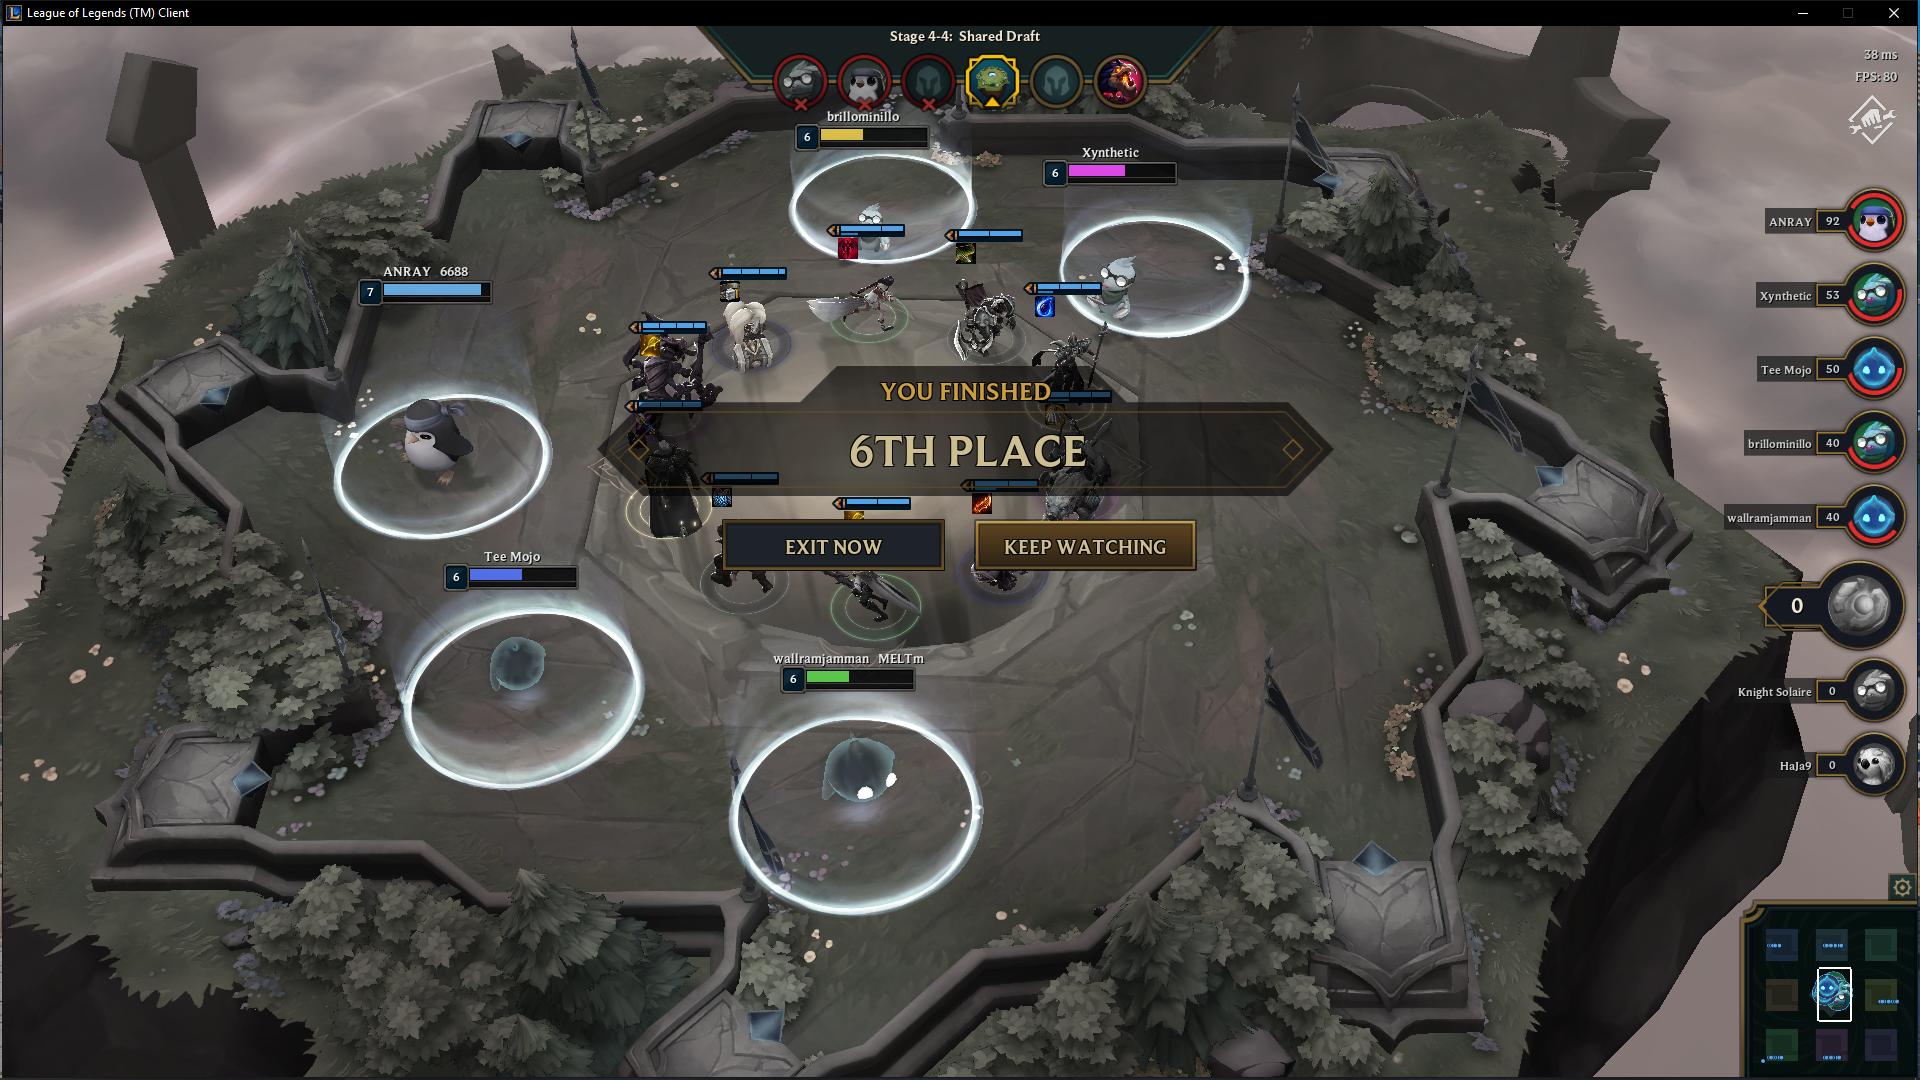 League of Legends (TM) Client
Stage 4-4: Shared Draft
38 ms
FPS: 80
brillominillo
6
Xynthetic
6
ANRAY 6688
7
ANRAY 92
Xynthetic 53
Tee Mojo 50
brillominillo 40
wallramjamman 40
YOU FINISHED
6TH PLACE
EXIT NOW
KEEP WATCHING
Tee Mojo
6
0
wallramjamman MELTm
6
Knight Solaire 0
HaJa9 0